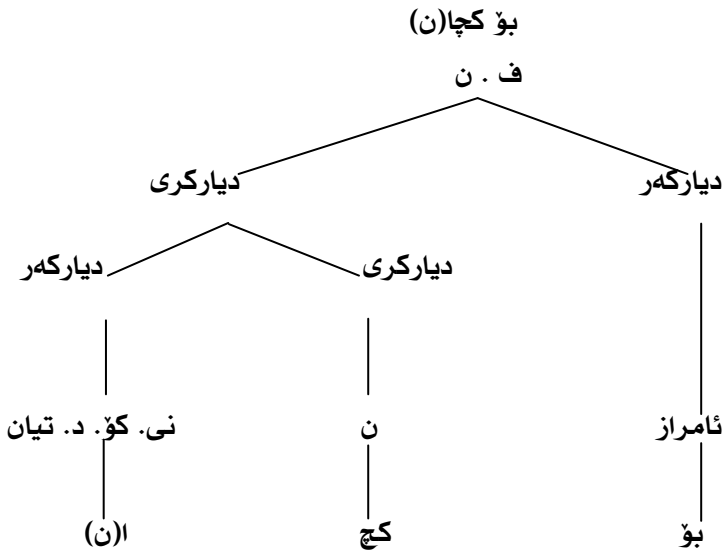 بۆ کچا(ن)
ف . ن
دیارکەر دیارکری
دیارکری دیارکەر
ئامراز ن نی. کۆ. د. تیان
بۆ کچ ا(ن)